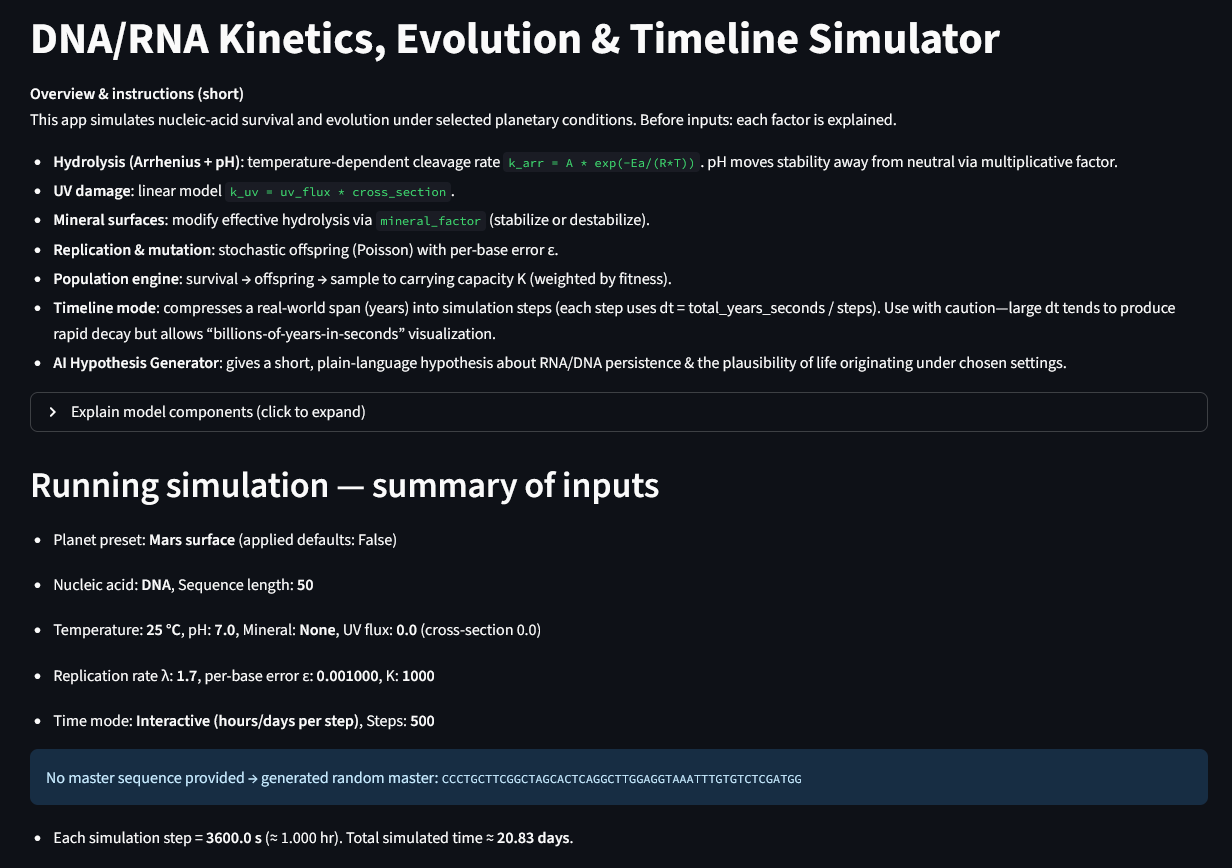 DNA/RNA Kinetics, Evolution & Timeline Simulator
Overview & instructions (short)
This app simulates nucleic-acid survival and evolution under selected planetary conditions. Before inputs: each factor is explained.
• Hydrolysis (Arrhenius + pH): temperature-dependent cleavage rate k_arr = A * exp(−Ea/(R*T)). pH moves stability away from neutral via multiplicative factor.
• UV damage: linear model k_uv = uv_flux * cross_section.
• Mineral surfaces: modify effective hydrolysis via mineral_factor (stabilize or destabilize).
• Replication & mutation: stochastic offspring (Poisson) with per-base error ε.
• Population engine: survival → offspring → sample to carrying capacity K (weighted by fitness).
• Timeline mode: compresses a real-world span (years) into simulation steps (each step uses dt = total_years_seconds / steps). Use with caution—large dt tends to produce
rapid decay but allows “billions-of-years-in-seconds” visualization.
• AI Hypothesis Generator: gives a short, plain-language hypothesis about RNA/DNA persistence & the plausibility of life originating under chosen settings.
Explain model components (click to expand)
Running simulation — summary of inputs
• Planet preset: Mars surface (applied defaults: False)
• Nucleic acid: DNA, Sequence length: 50
• Temperature: 25 °C, pH: 7.0, Mineral: None, UV flux: 0.0 (cross-section 0.0)
• Replication rate λ: 1.7, per-base error ε: 0.001000, K: 1000
• Time mode: Interactive (hours/days per step), Steps: 500
No master sequence provided → generated random master: CCCTGCTTCGGCTAGCACTCAGGCTTGGAGGTAAATTTGTGTCTCGATGG
• Each simulation step = 3600.0 s (≈ 1.000 hr). Total simulated time ≈ 20.83 days.